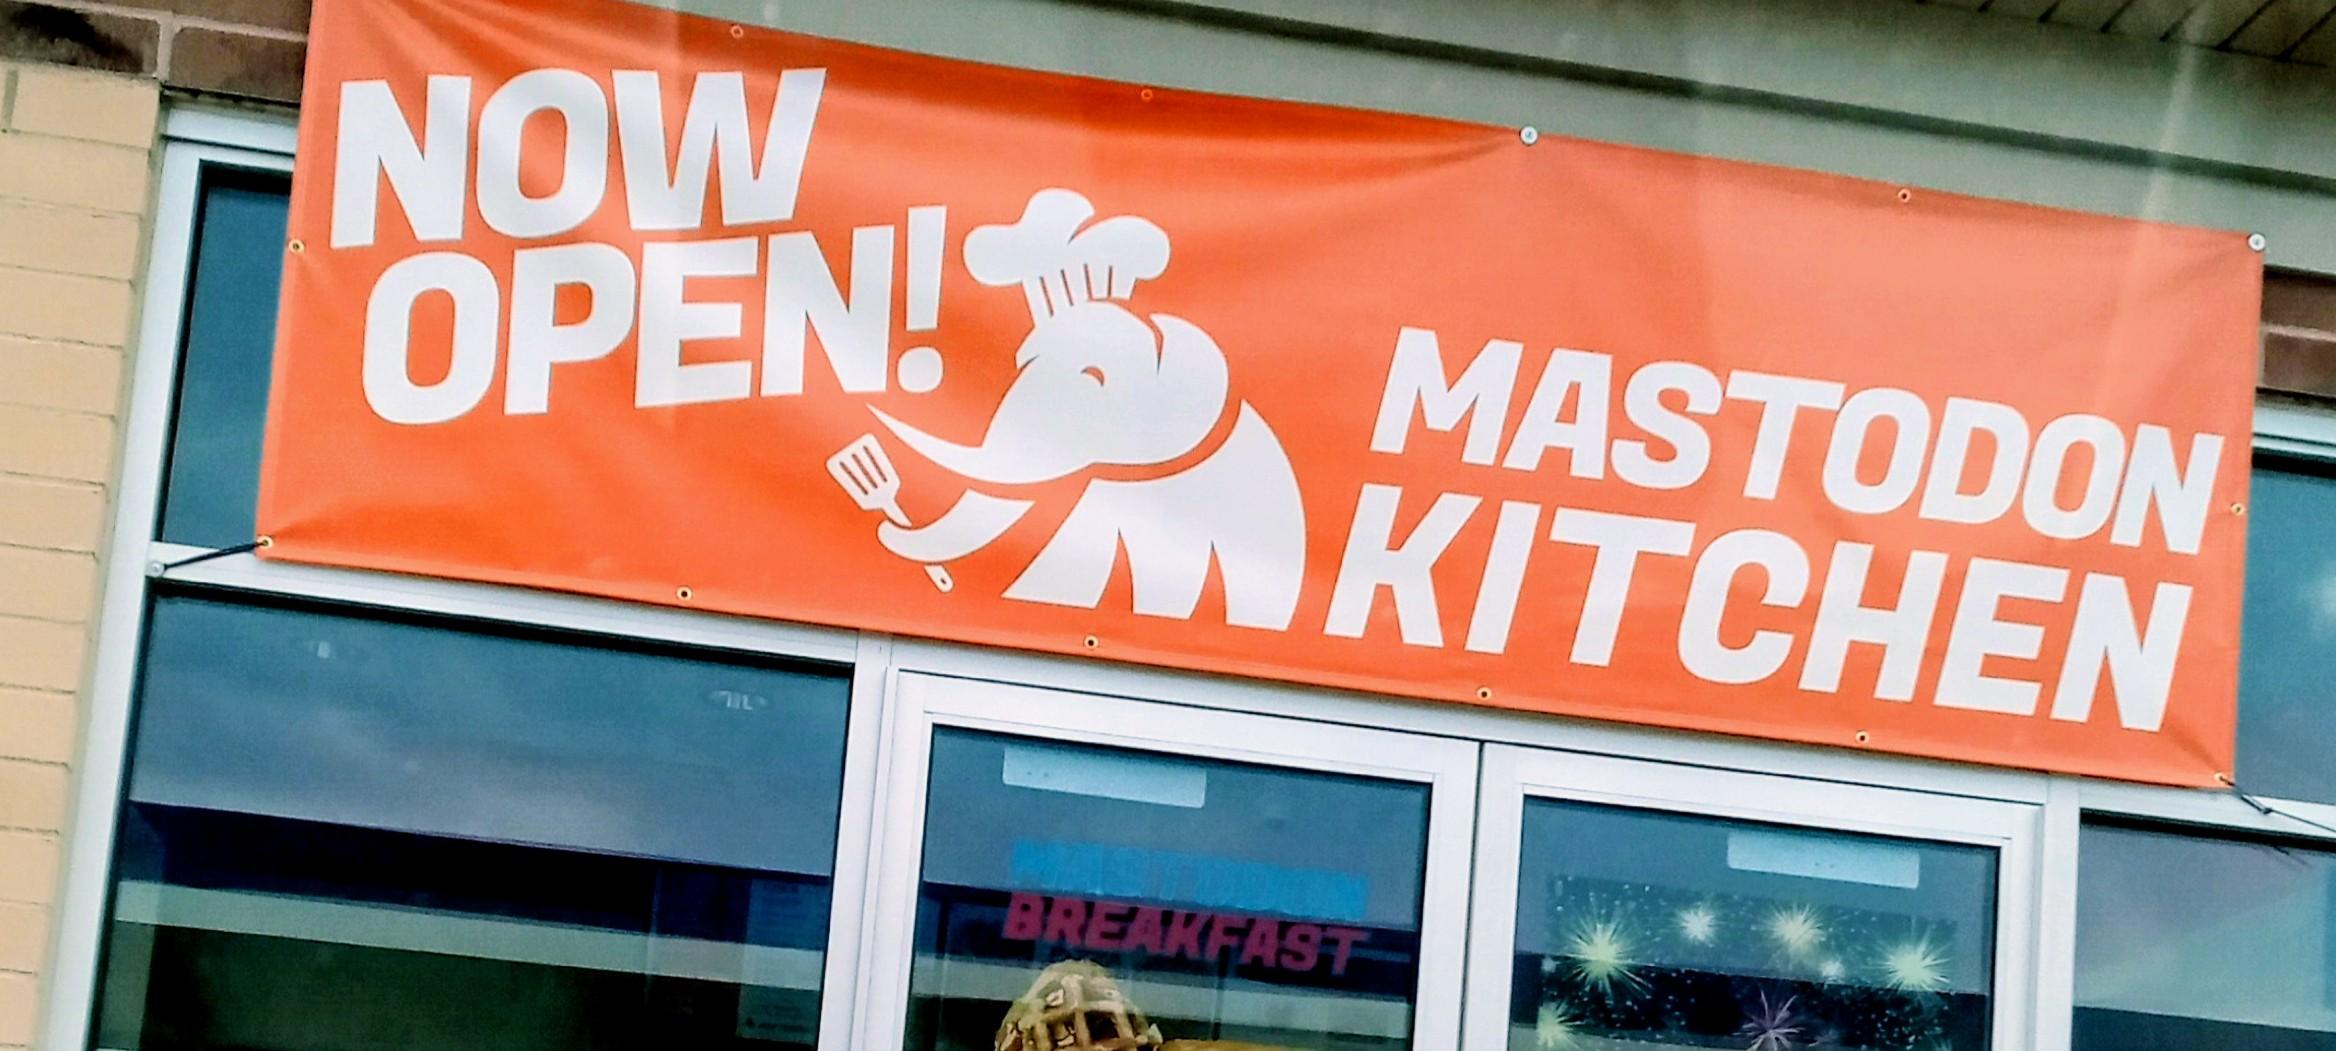 NOW
OPEN!
MASTODON
KITCHEN
MASTODON
BREAKFAST